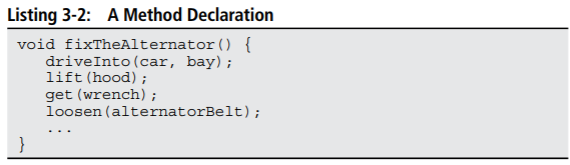 Listing 3-2: A Method Declaration
void fixTheAlternator() {
driveInto(car, bay);
lift(hood);
get(wrench);
loosen(alternatorBelt);
...
}